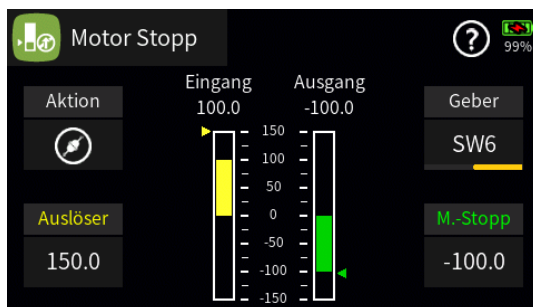 Motor Stopp
? 99%
Eingang Ausgang
Aktion 100.0 -100.0 Geber
150
SW6
100
50
Auslöser 0 M.-Stopp
-50
150.0 -100 -100.0
-150